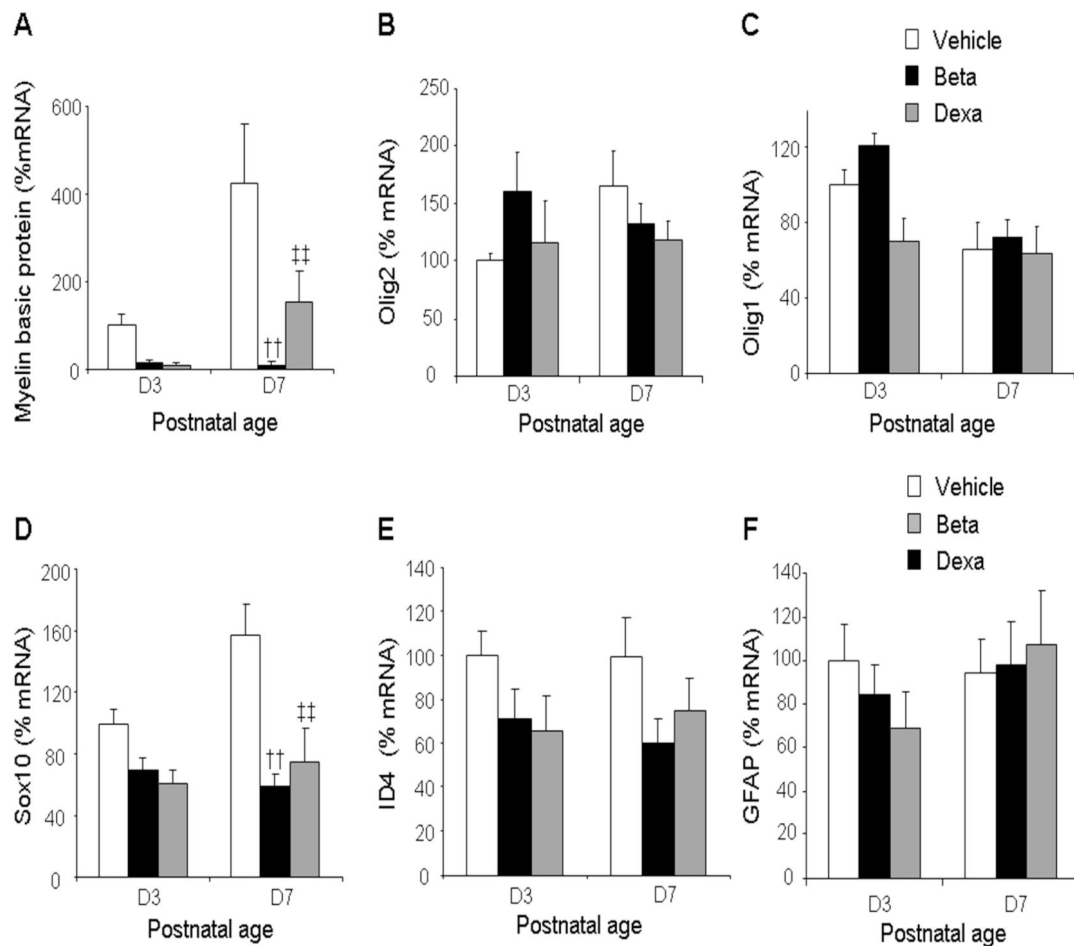 A
Myelin basic protein (%mRNA)
600
400
200
0
††
‡‡
D3 D7
Postnatal age
B
Olig2 (% mRNA)
250
200
150
100
50
0
D3 D7
Postnatal age
C
Vehicle
Beta
Dexa
Olig1 (% mRNA)
120
80
40
0
D3 D7
Postnatal age
D
Sox10 (% mRNA)
200
160
120
80
40
0
††
‡‡
D3 D7
Postnatal age
E
ID4 (% mRNA)
140
120
100
80
60
40
20
0
D3 D7
Postnatal age
F
Vehicle
Beta
Dexa
GFAP (% mRNA)
140
120
100
80
60
40
20
0
D3 D7
Postnatal age